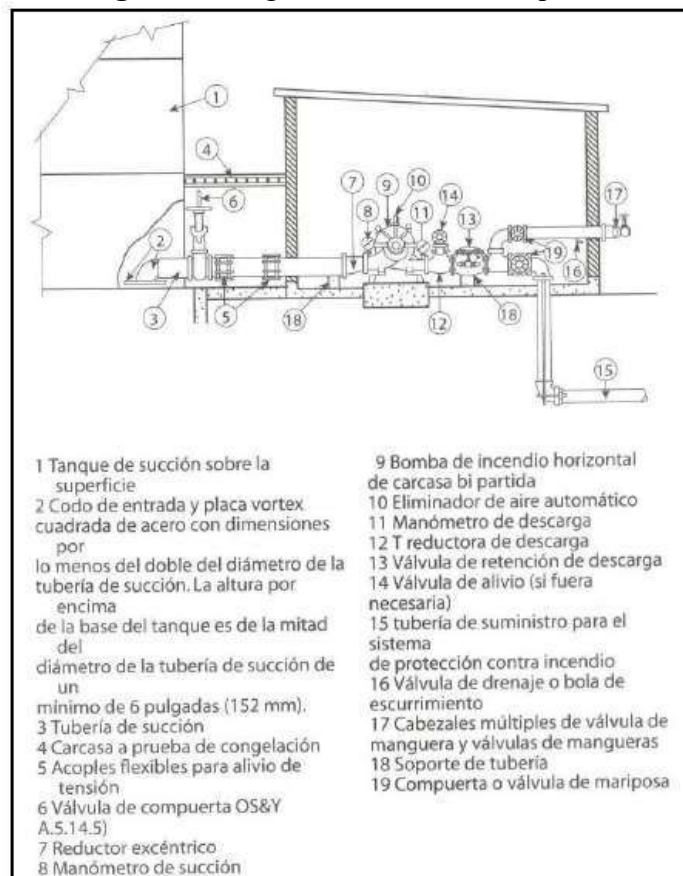 1
4
10
9
14
17
6
7
8
11
13
2
19
16
3
5
18
12
18
15
1 Tanque de succión sobre la
superficie
2 Codo de entrada y placa vortex
cuadrada de acero con dimensiones
por
lo menos del doble del diámetro de la
tubería de succión. La altura por
encima
de la base del tanque es de la mitad
del
diámetro de la tubería de succión de
un
mínimo de 6 pulgadas (152 mm).
3 Tubería de succión
4 Carcasa a prueba de congelación
5 Acoples flexibles para alivio de
tensión
6 Válvula de compuerta OS&Y
A.5.14.5)
7 Reductor excéntrico
8 Manómetro de succión
9 Bomba de incendio horizontal
de carcasa bi partida
10 Eliminador de aire automático
11 Manómetro de descarga
12 T reductora de descarga
13 Válvula de retención de descarga
14 Válvula de alivio (si fuera
necesaria)
15 tubería de suministro para el
sistema
de protección contra incendio
16 Válvula de drenaje o bola de
escurrimiento
17 Cabezales múltiples de válvula de
manguera y válvulas de mangueras
18 Soporte de tubería
19 Compuerta o válvula de mariposa